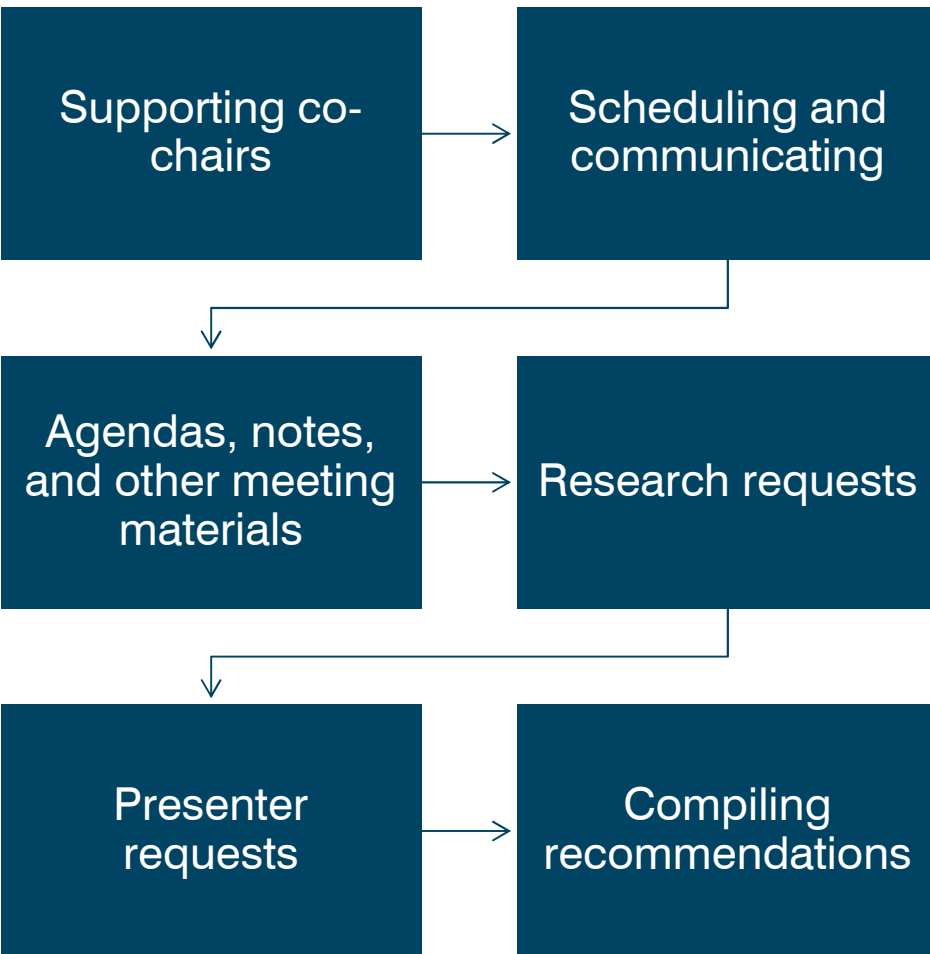 Supporting co-
chairs
Scheduling and
communicating
Agendas, notes,
and other meeting
materials
Research requests
Presenter
requests
Compiling
recommendations